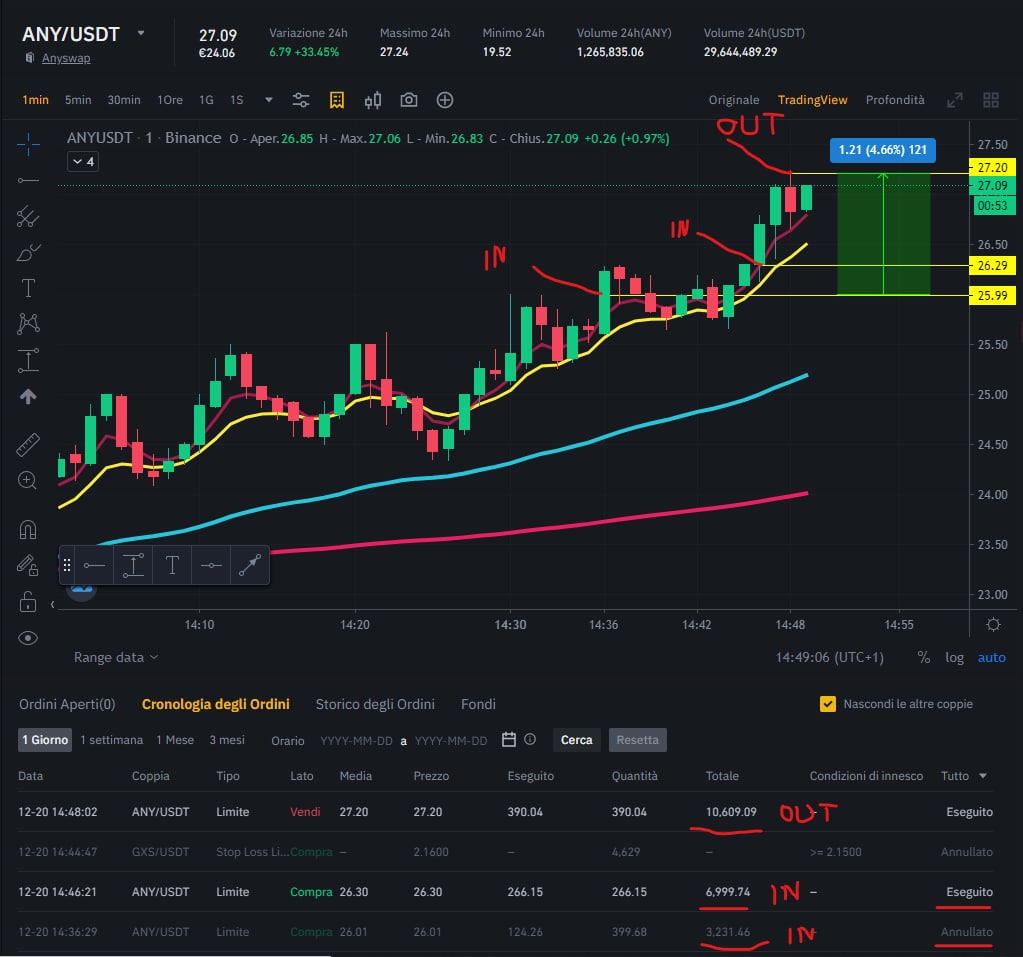 ANY/USDT
Anyswap
27.09
€24.06
Variazione 24h
6.79 +33.45%
Massimo 24h
27.24
Minimo 24h
19.52
Volume 24h(ANY)
1,265,835.06
Volume 24h(USDT)
29,644,489.29
1min 5min 30min 1Ore 1G 1S
Originale TradingView Profondità
ANYUSDT · 1 · Binance O - Aper.26.85 H - Max.27.06 L - Min.26.83 C - Chius.27.09 +0.26 (+0.97%)
4
OUT
1.21 (4.66%) 121
IN
IN
27.50
27.20
27.09
00:53
26.50
26.29
25.99
25.50
25.00
24.50
24.00
23.50
23.00
14:10 14:20 14:30 14:36 14:42 14:48 14:55
Range data 14:49:06 (UTC+1) % log auto
Ordini Aperti(0) Cronologia degli Ordini Storico degli Ordini Fondi Nascondi le altre coppie
1 Giorno 1 settimana 1 Mese 3 mesi Orario YYYY-MM-DD a YYYY-MM-DD Cerca Resetta
Data Coppia Tipo Lato Media Prezzo Eseguito Quantità Totale Condizioni di innesco Tutto
12-20 14:48:02 ANY/USDT Limite Vendi 27.20 27.20 390.04 390.04 10,609.09 OUT – Eseguito
12-20 14:44:47 GXS/USDT Stop Loss Li... Compra – 2.1600 – 4,629 – >= 2.1500 Annullato
12-20 14:46:21 ANY/USDT Limite Compra 26.30 26.30 266.15 266.15 6,999.74 IN – Eseguito
12-20 14:36:29 ANY/USDT Limite Compra 26.01 26.01 124.26 399.68 3,231.46 IN – Annullato